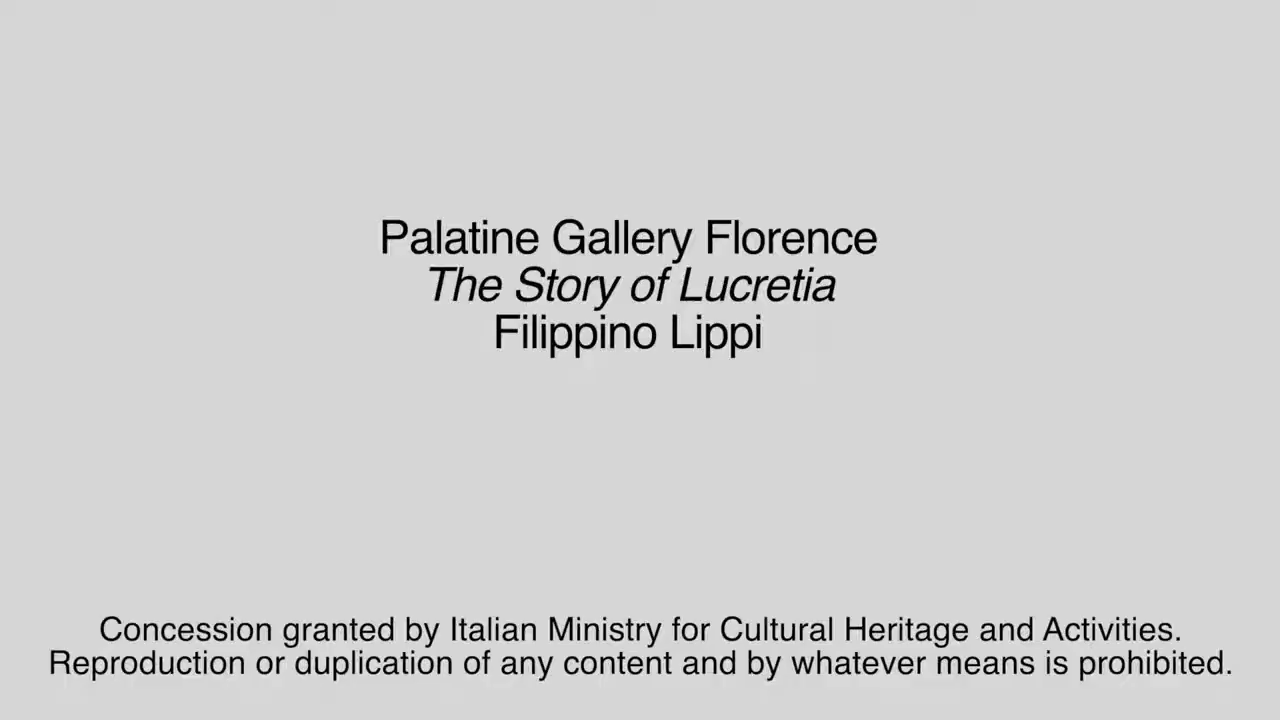 Palatine Gallery Florence
The Story of Lucretia
Filippino Lippi
Concession granted by Italian Ministry for Cultural Heritage and Activities.
Reproduction or duplication of any content and by whatever means is prohibited.